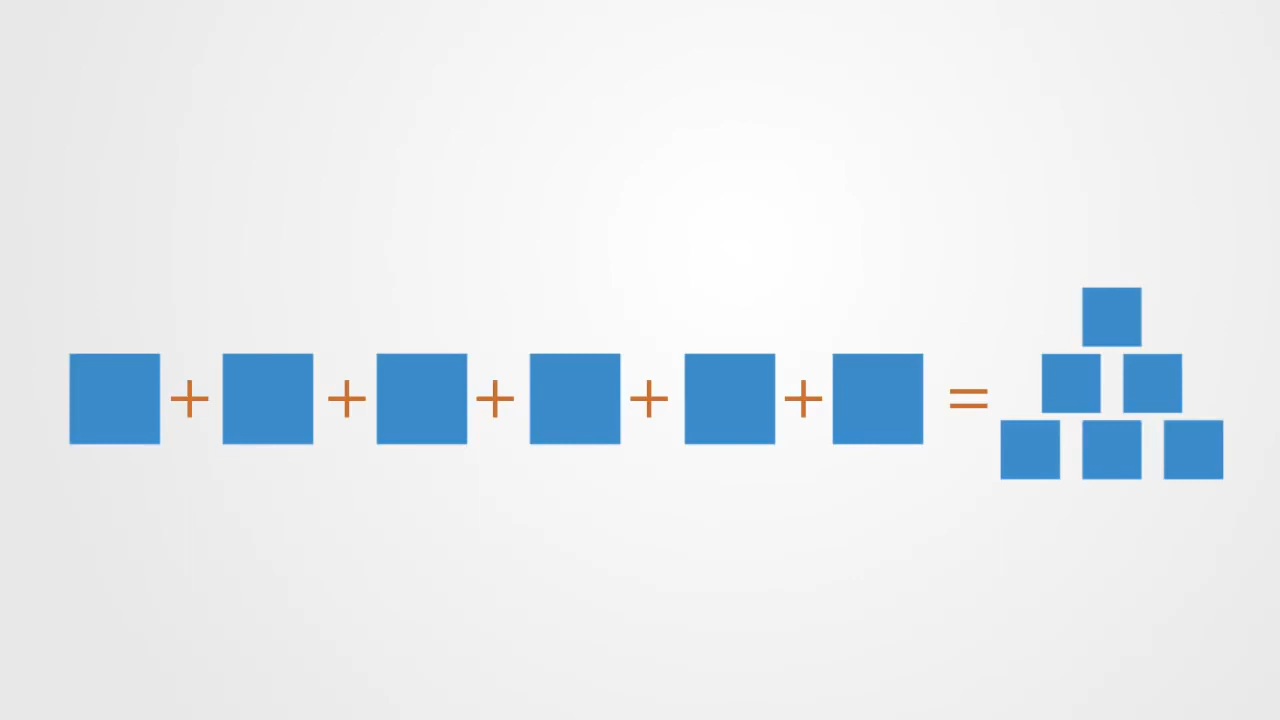 + + + + + =